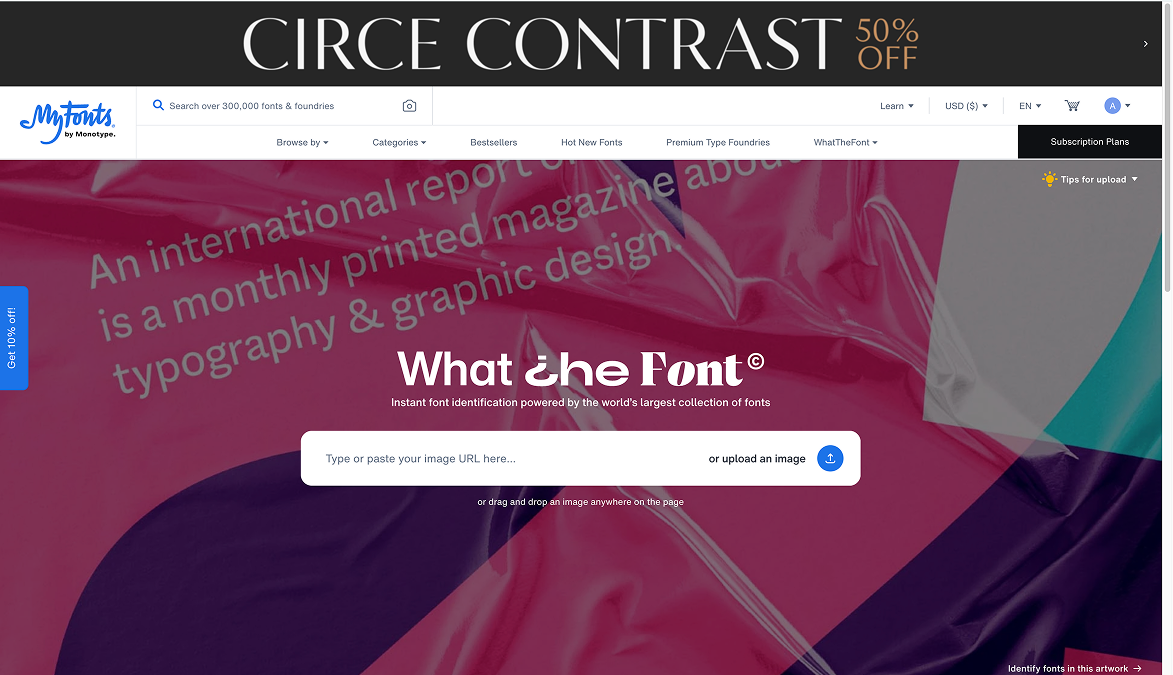 CIRCE CONTRAST 50% OFF
MyFonts by Monotype.
Search over 300,000 fonts & foundries
Learn
USD ($)
EN
A
Browse by
Categories
Bestsellers
Hot New Fonts
Premium Type Foundries
WhatTheFont
Subscription Plans
Tips for upload
An international report on
is a monthly printed magazine about
typography & graphic design.
Get 10% off!
What ¿he Font©
Instant font identification powered by the world's largest collection of fonts
Type or paste your image URL here...
or upload an image
or drag and drop an image anywhere on the page
Identify fonts in this artwork →